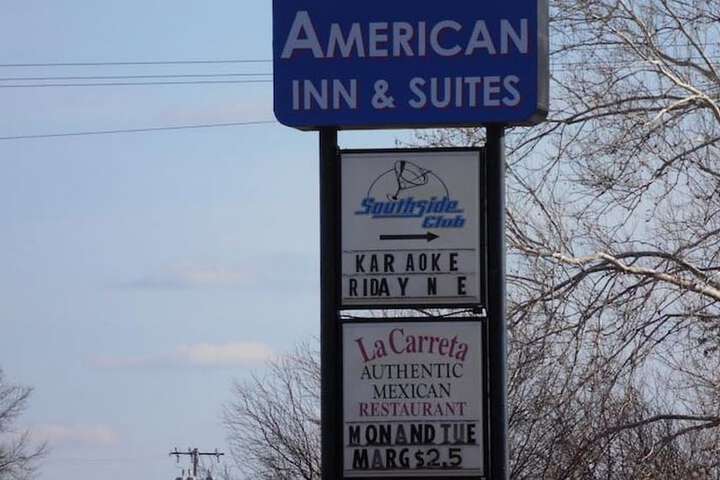 AMERICAN
INN & SUITES
Southside
Club
KARAOKE
RIDAY N E
La Carreta
AUTHENTIC
MEXICAN
RESTAURANT
MON AND TUE
MARG $2.5